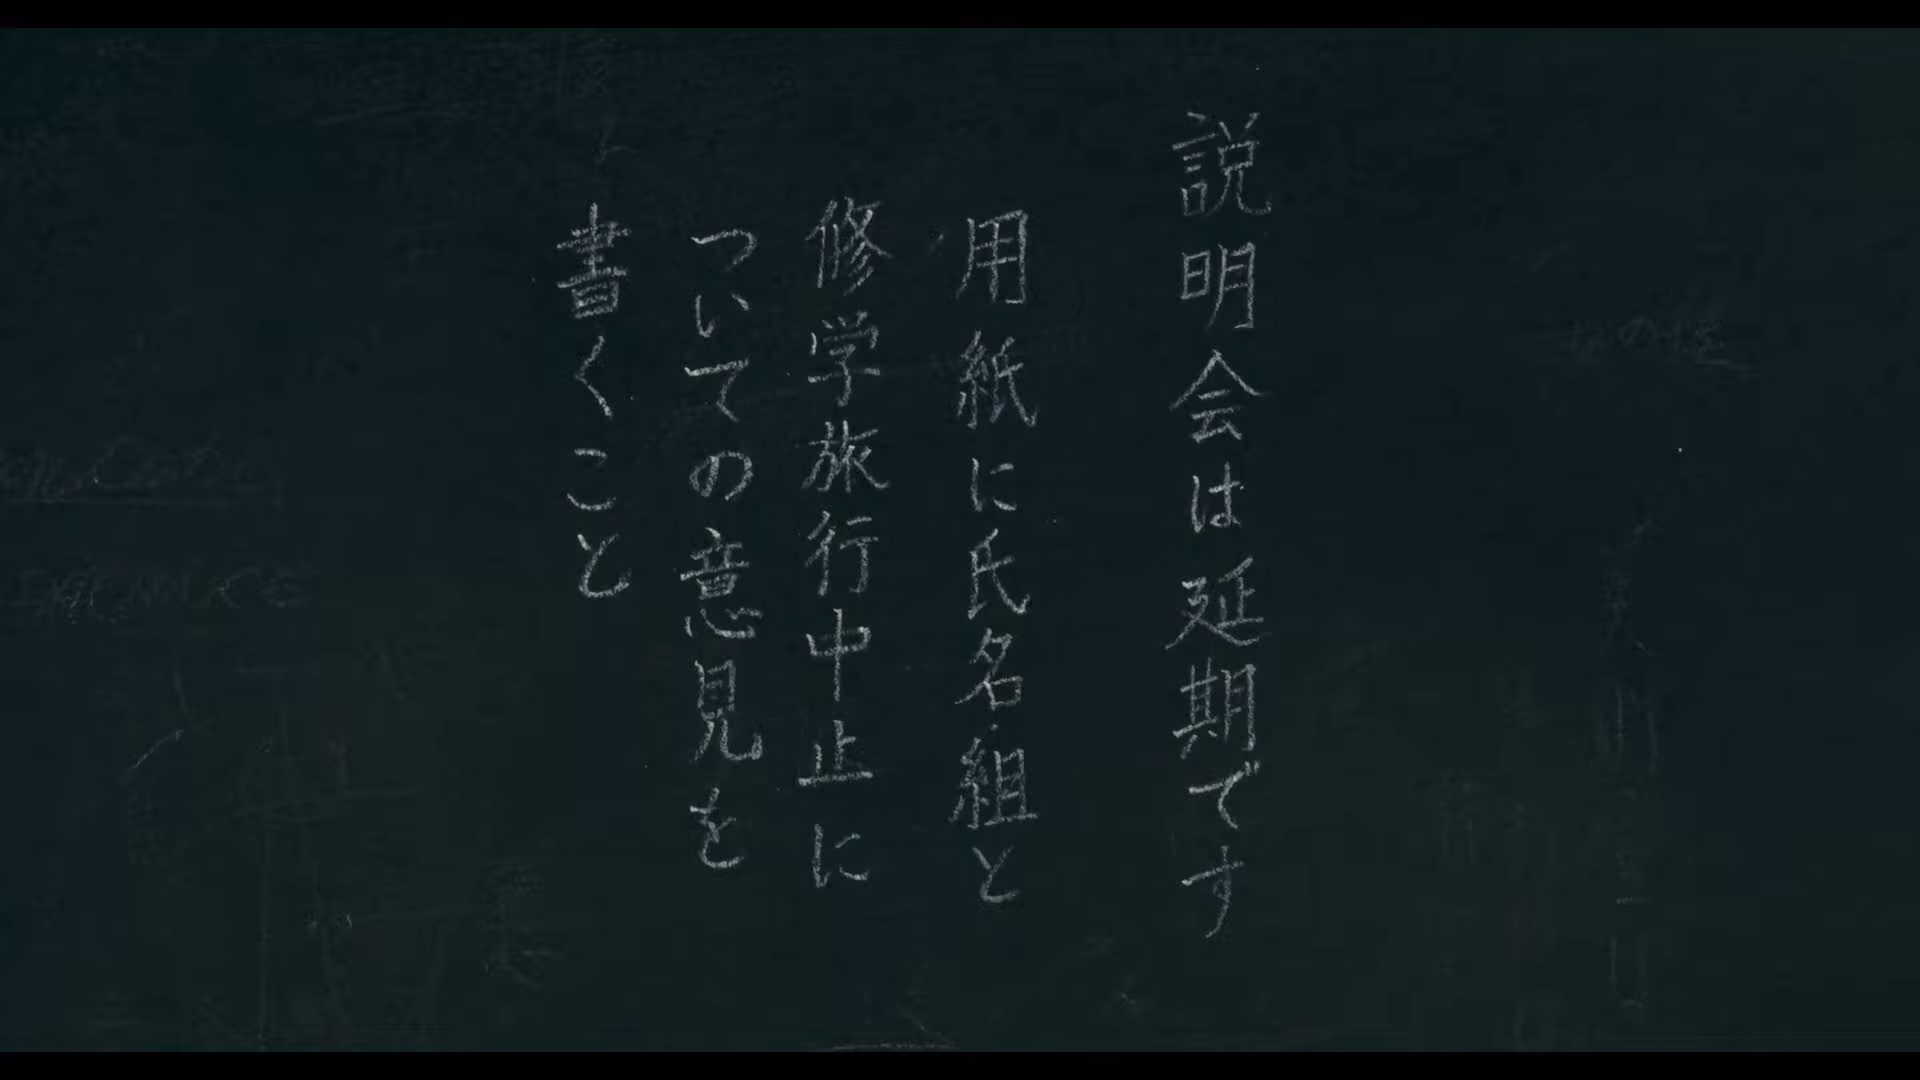 説明会は延期です
用紙に氏名・組と
修学旅行中止に
ついての意見を
書くこと